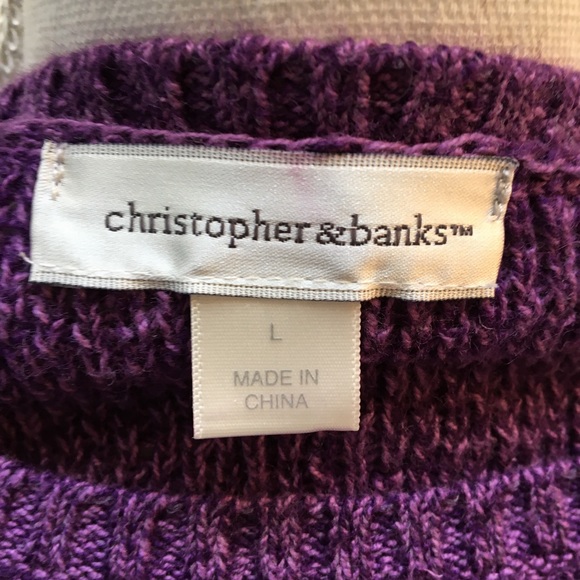 christopher & banks™
L
MADE IN
CHINA